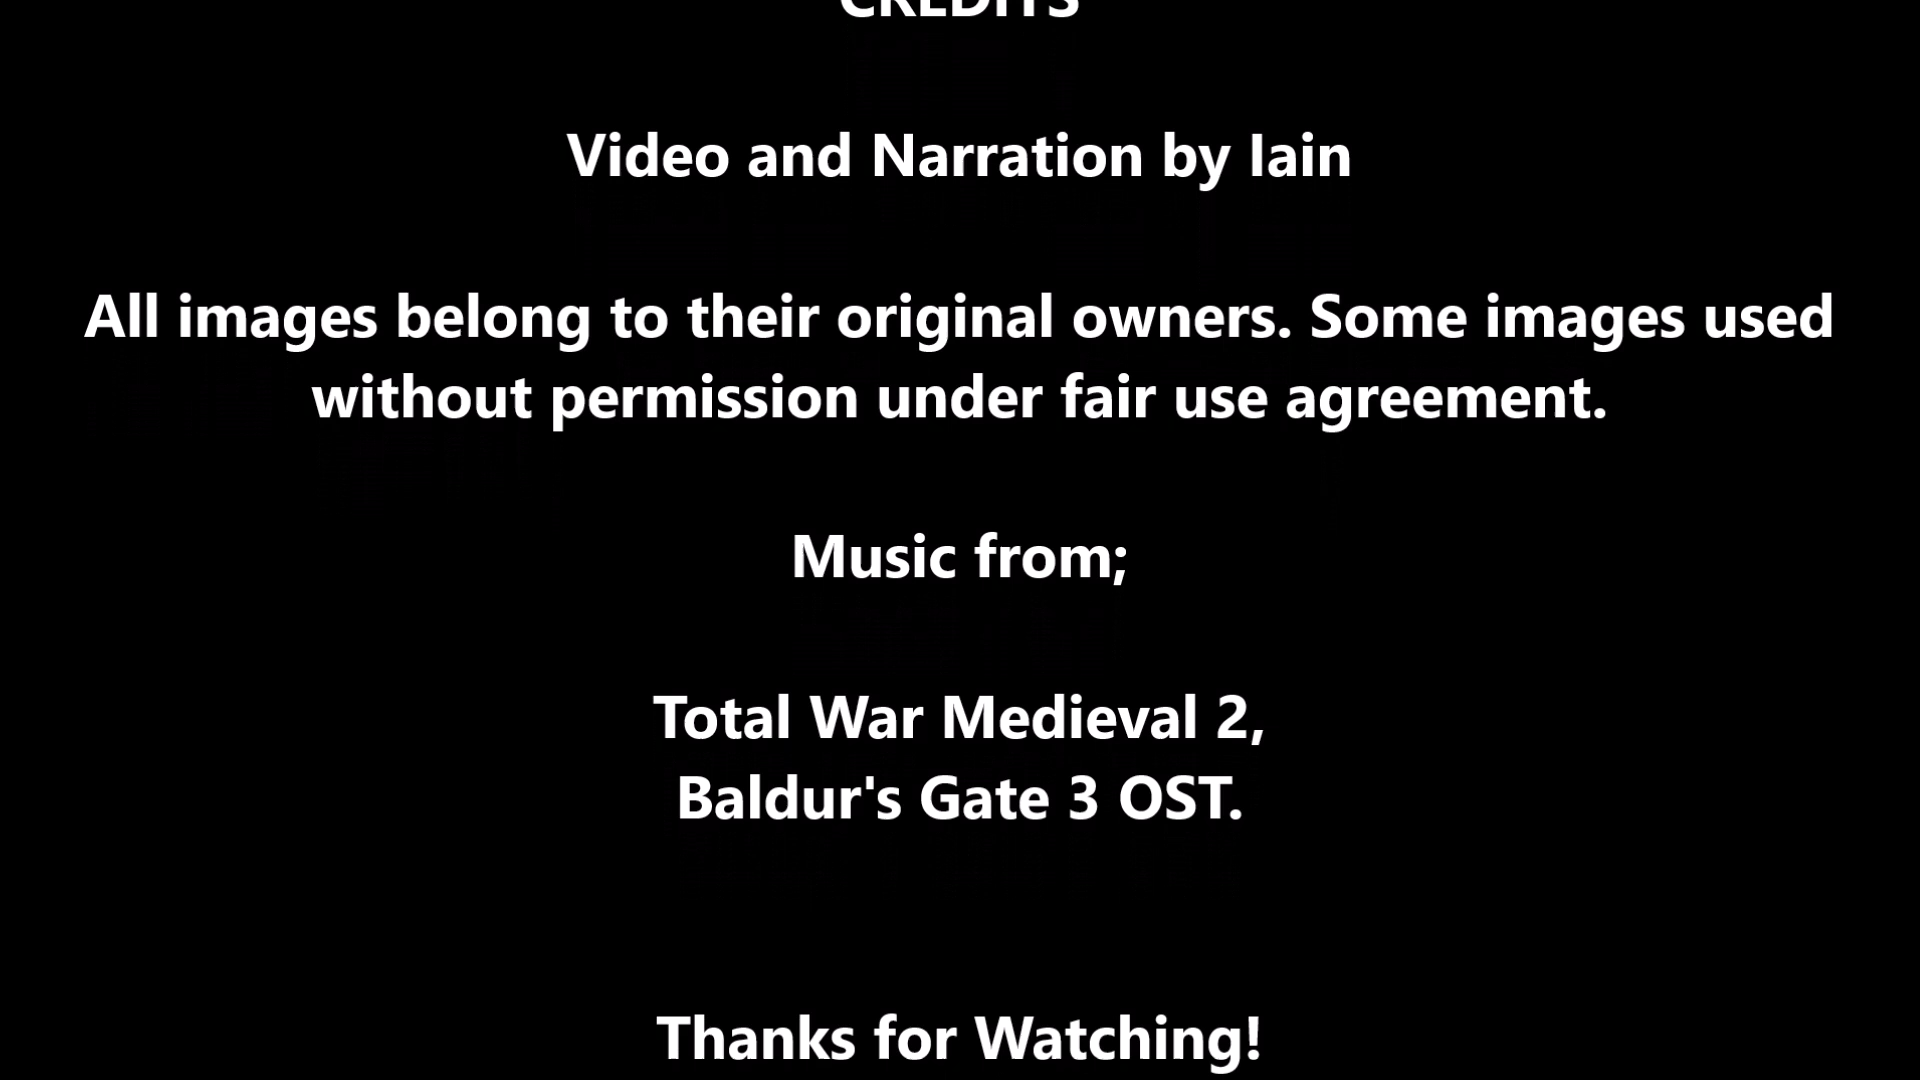 CREDITS
Video and Narration by Iain
All images belong to their original owners. Some images used
without permission under fair use agreement.
Music from;
Total War Medieval 2,
Baldur's Gate 3 OST.
Thanks for Watching!